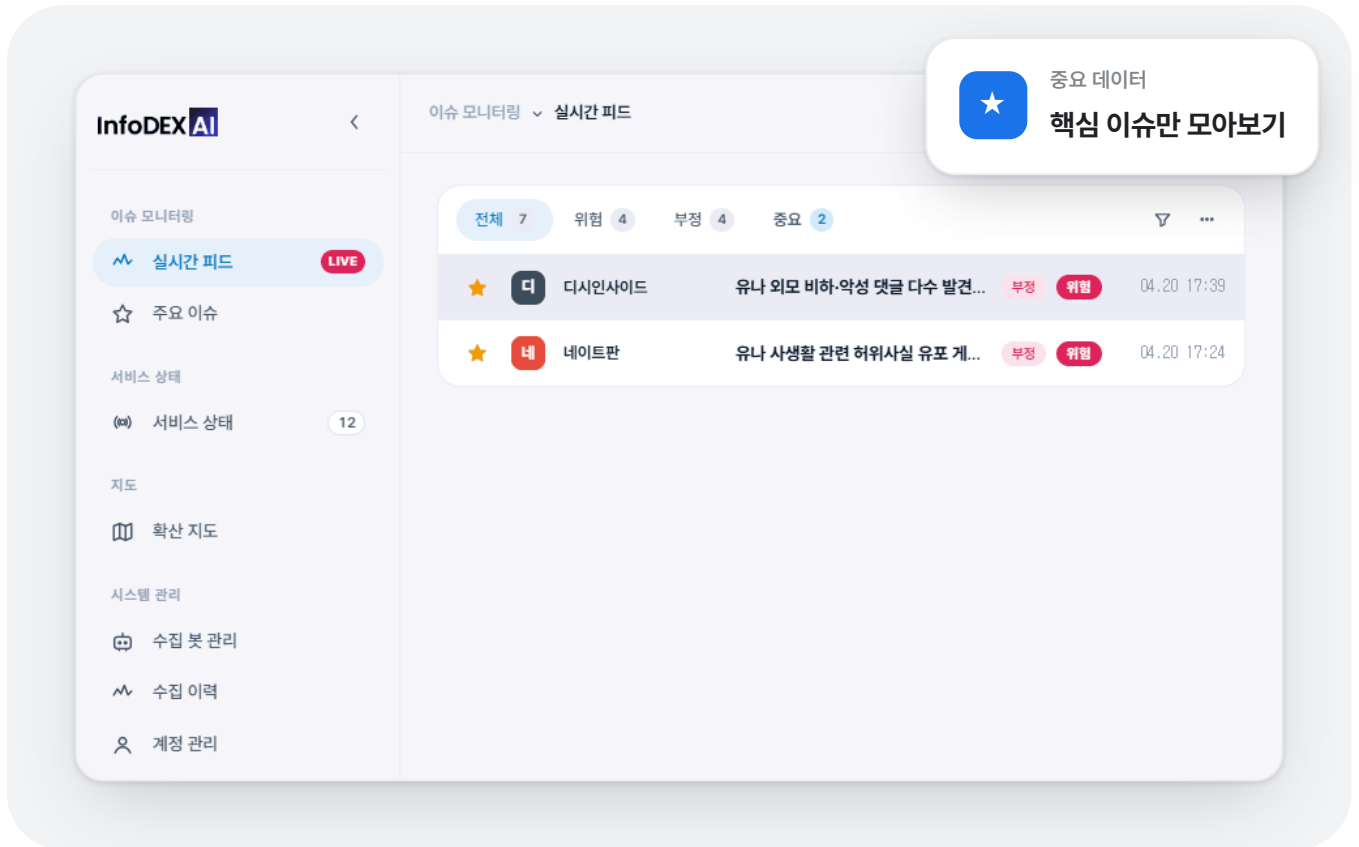 InfoDEX AI
이슈 모니터링
실시간 피드 LIVE
주요 이슈
서비스 상태
서비스 상태 12
지도
확산 지도
시스템 관리
수집 봇 관리
수집 이력
계정 관리
이슈 모니터링 실시간 피드
중요 데이터
핵심 이슈만 모아보기
전체 7 위험 4 부정 4 중요 2
디 디시인사이드 유나 외모 비하·악성 댓글 다수 발견... 부정 위험 04.20 17:39
네 네이트판 유나 사생활 관련 허위사실 유포 게... 부정 위험 04.20 17:24